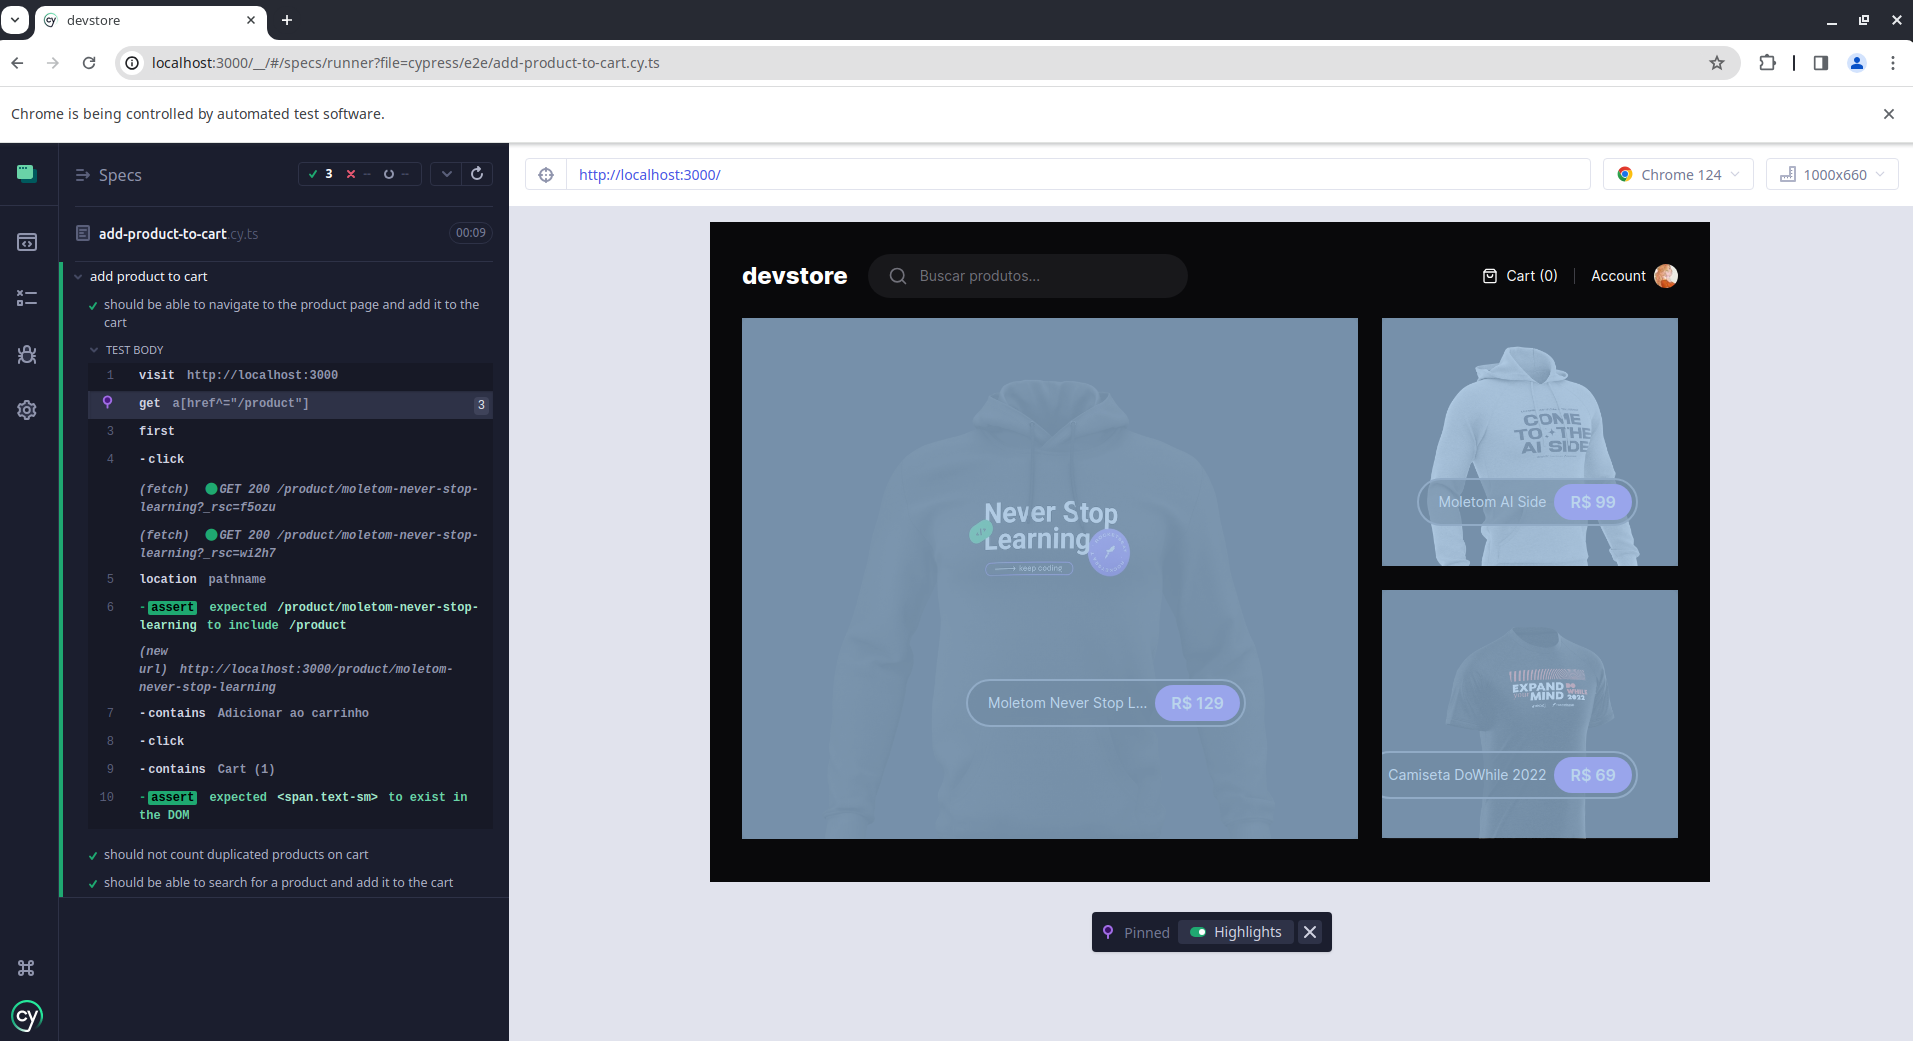 devstore
localhost:3000/__/#/specs/runner?file=cypress/e2e/add-product-to-cart.cy.ts
Chrome is being controlled by automated test software.
Specs
3 -- --
http://localhost:3000/
Chrome 124
1000x660
add-product-to-cart.cy.ts
00:09
add product to cart
should be able to navigate to the product page and add it to the
cart
TEST BODY
1 visit http://localhost:3000
get a[href^="/product"] 3
3 first
4 -click
(fetch) GET 200 /product/moletom-never-stop-
learning?_rsc=f5ozu
(fetch) GET 200 /product/moletom-never-stop-
learning?_rsc=wi2h7
5 location pathname
6 -assert expected /product/moletom-never-stop-
learning to include /product
(new
url) http://localhost:3000/product/moletom-
never-stop-learning
7 -contains Adicionar ao carrinho
8 -click
9 -contains Cart (1)
10 -assert expected <span.text-sm> to exist in
the DOM
should not count duplicated products on cart
should be able to search for a product and add it to the cart
cy
devstore
Buscar produtos...
Cart (0)
Account
Never Stop
Learning
keep coding
Moletom Never Stop L... R$ 129
COME
TO THE
AI SIDE
Moletom AI Side R$ 99
EXPAND
MIND 2022
Camiseta DoWhile 2022 R$ 69
Pinned Highlights